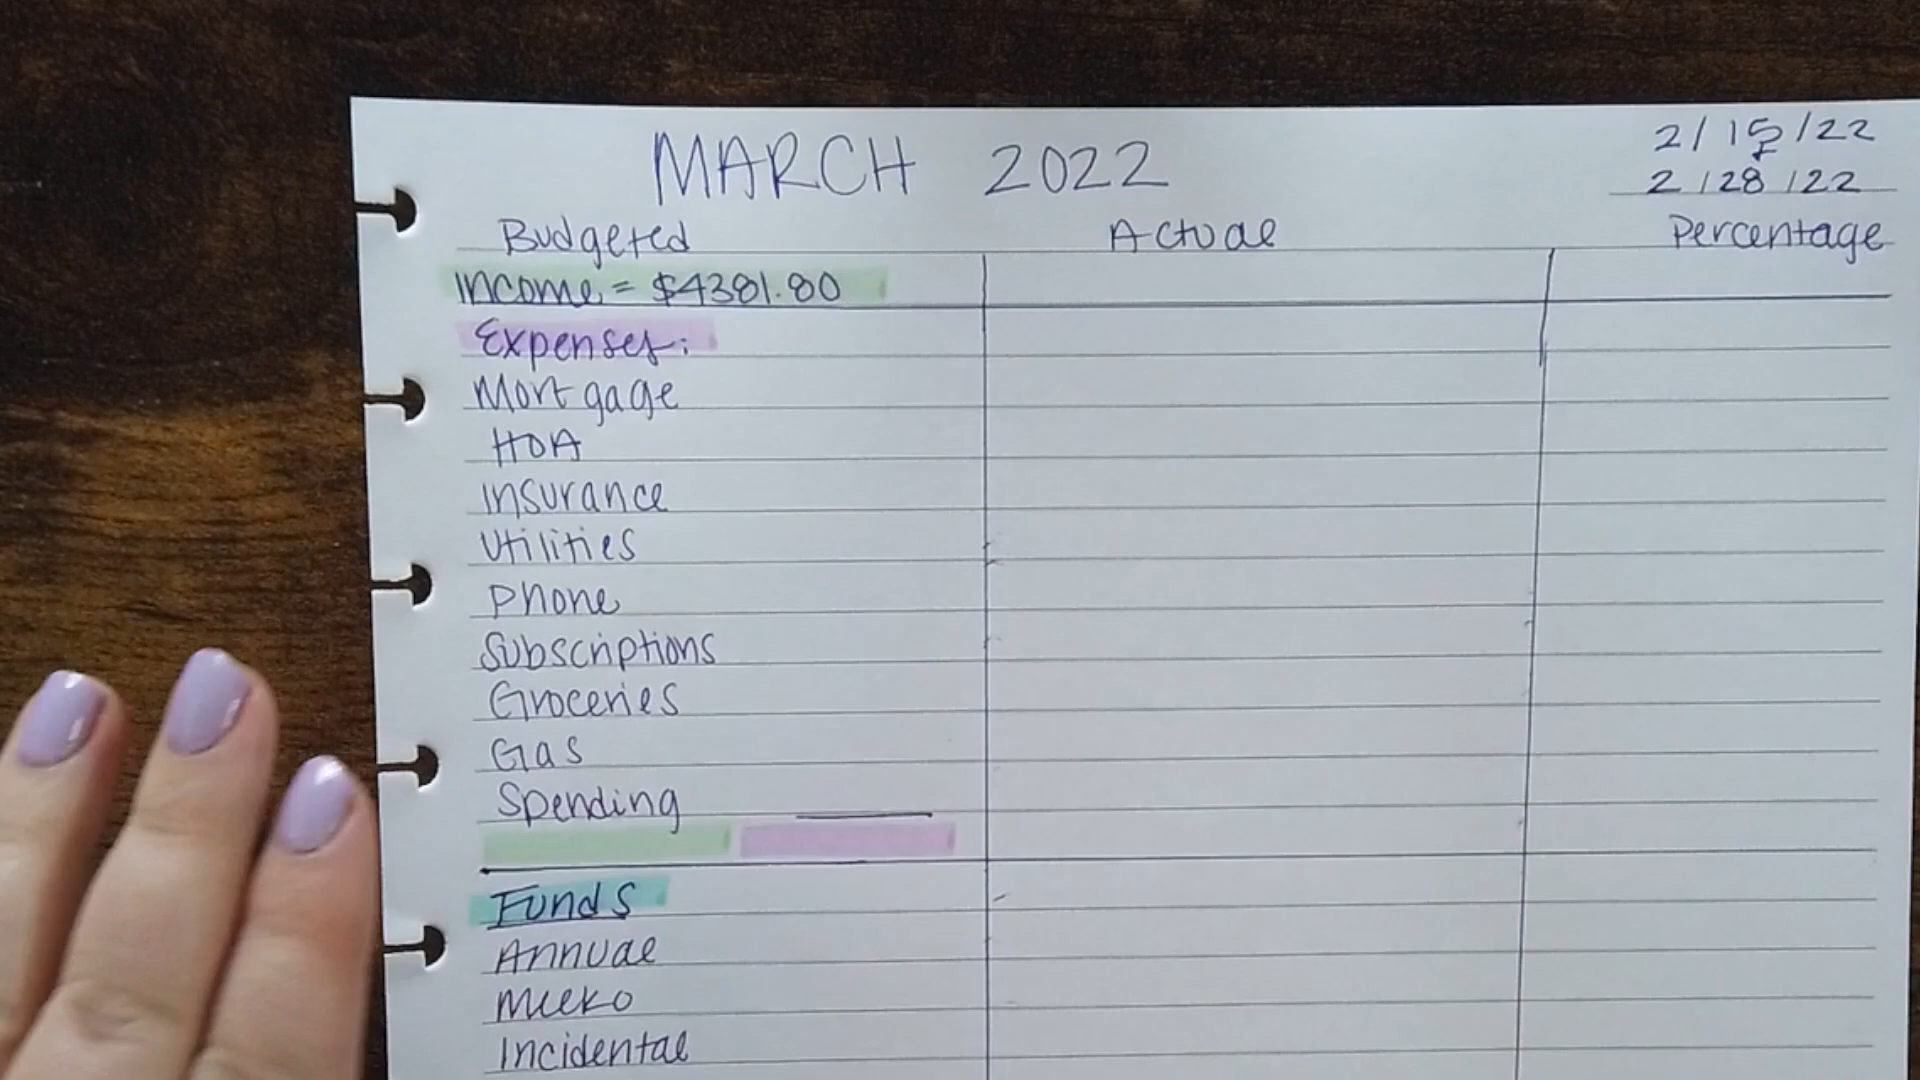 MARCH 2022
2/15/22
+
2/28/22
Budgeted Actual Percentage
Income = $4381.80
Expenses:
Mortgage
HOA
Insurance
Utilities
Phone
Subscriptions
Groceries
Gas
Spending
Funds
Annual
Meeko
Incidental